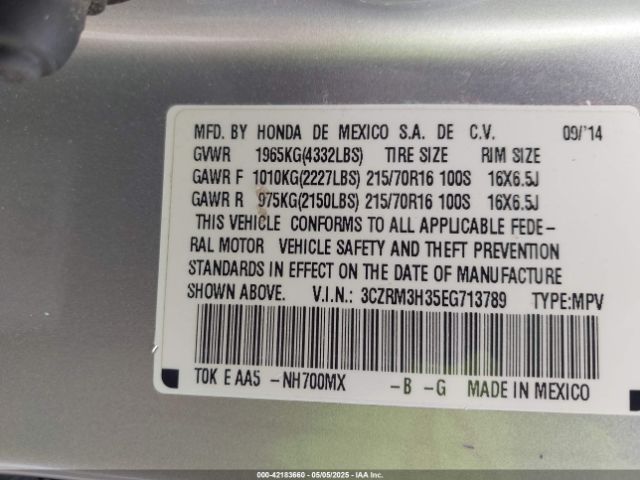 MFD. BY HONDA DE MEXICO S.A. DE C.V. 09/'14
GVWR 1965KG(4332LBS) TIRE SIZE RIM SIZE
GAWR F 1010KG(2227LBS) 215/70R16 100S 16X6.5J
GAWR R 975KG(2150LBS) 215/70R16 100S 16X6.5J
THIS VEHICLE CONFORMS TO ALL APPLICABLE FEDE-
RAL MOTOR VEHICLE SAFETY AND THEFT PREVENTION
STANDARDS IN EFFECT ON THE DATE OF MANUFACTURE
SHOWN ABOVE. V.I.N.: 3CZRM3H35EG713789 TYPE:MPV
T0K E AA5 -NH700MX -B -G MADE IN MEXICO
000-42183660 - 05/05/2025 - IAAI.COM